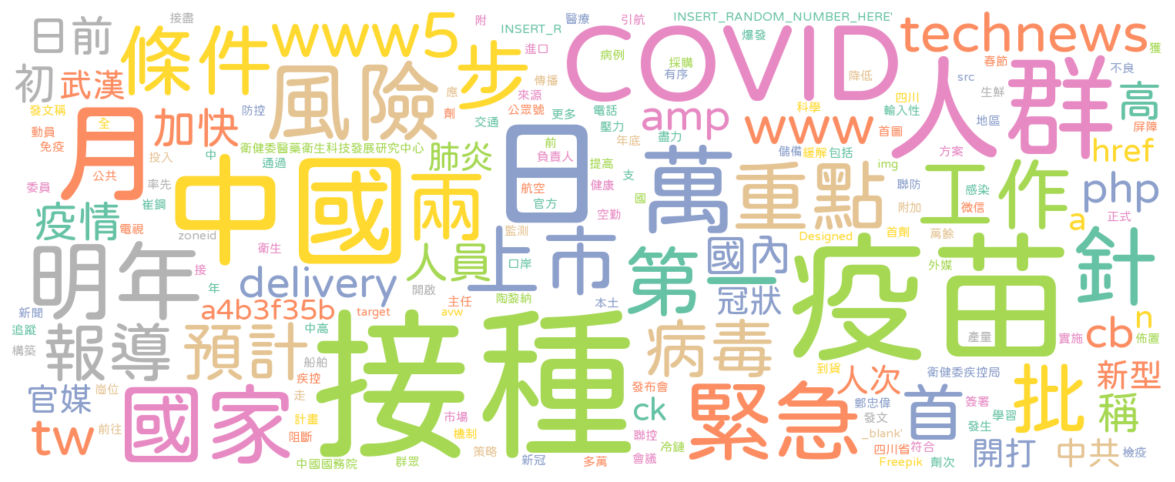 接盡
附
醫療
引航
INSERT_RANDOM_NUMBER_HERE'
日前
條件
www5
INSERT_R
COVID
technews
步
進口
病例
爆發
採購
有序
春節
獲
初
武漢
風險
應
傳播
降低
src
不良
人群
發文稱
月
加快
防控
劑
來源
公眾號
更多
電話
amp
科學
四川
生鮮
高
動員
全
交通
壓力
盡力
www
輸入性
地區
屏障
免疫
衛健委醫藥衛生科技發展研究中心
中
肺炎
日
前
負責人
年底
首圖
儲備
緩解
包括
img
方案
href
投入
通過
提高
萬
重點
工作
公共
委員
率先
中國
兩
航空
健康
支
聯防
感染
php
崔鋼
官方
國
附加
微信
疫情
電視
空勤
正式
zoneid
衛生
監測
萬餘
Designed
首劑
a
明年
人員
上市
第一
國內
疫苗
外媒
針
接
delivery
口岸
年
開啟
陶黎納
冠狀
新聞
a4b3f35b
主任
avw
target
本土
n
追蹤
接種
cb
報導
預計
中高
病毒
產量
實施
佈置
構築
船舶
到貨
衛健委疾控局
疾控
官媒
崗位
國家
走
發布會
緊急
人次
首
批
新型
簽署
計畫
市場
ck
鄭忠偉
發文
學習
稱
tw
前往
阻斷
機制
聯控
_blank'
發生
策略
冷鏈
四川省
符合
開打
中共
檢疫
中國國務院
群眾
新冠
多萬
會議
Freepik
劑次